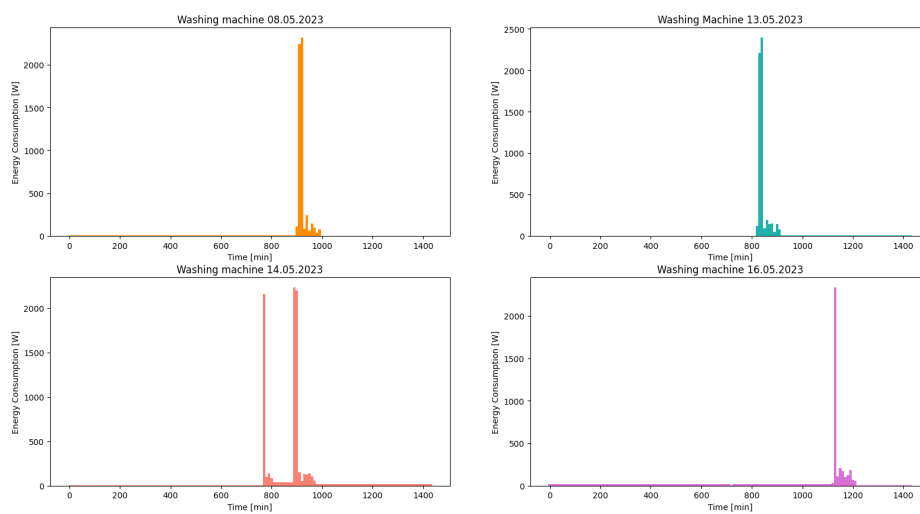 Washing machine 08.05.2023
Energy Consumption [W]
2000
1500
1000
500
0
0 200 400 600 800 1000 1200 1400
Time [min]
Washing Machine 13.05.2023
Energy Consumption [W]
2500
2000
1500
1000
500
0
0 200 400 600 800 1000 1200 1400
Time [min]
Washing machine 14.05.2023
Energy Consumption [W]
2000
1500
1000
500
0
0 200 400 600 800 1000 1200 1400
Time [min]
Washing machine 16.05.2023
Energy Consumption [W]
2000
1500
1000
500
0
0 200 400 600 800 1000 1200 1400
Time [min]